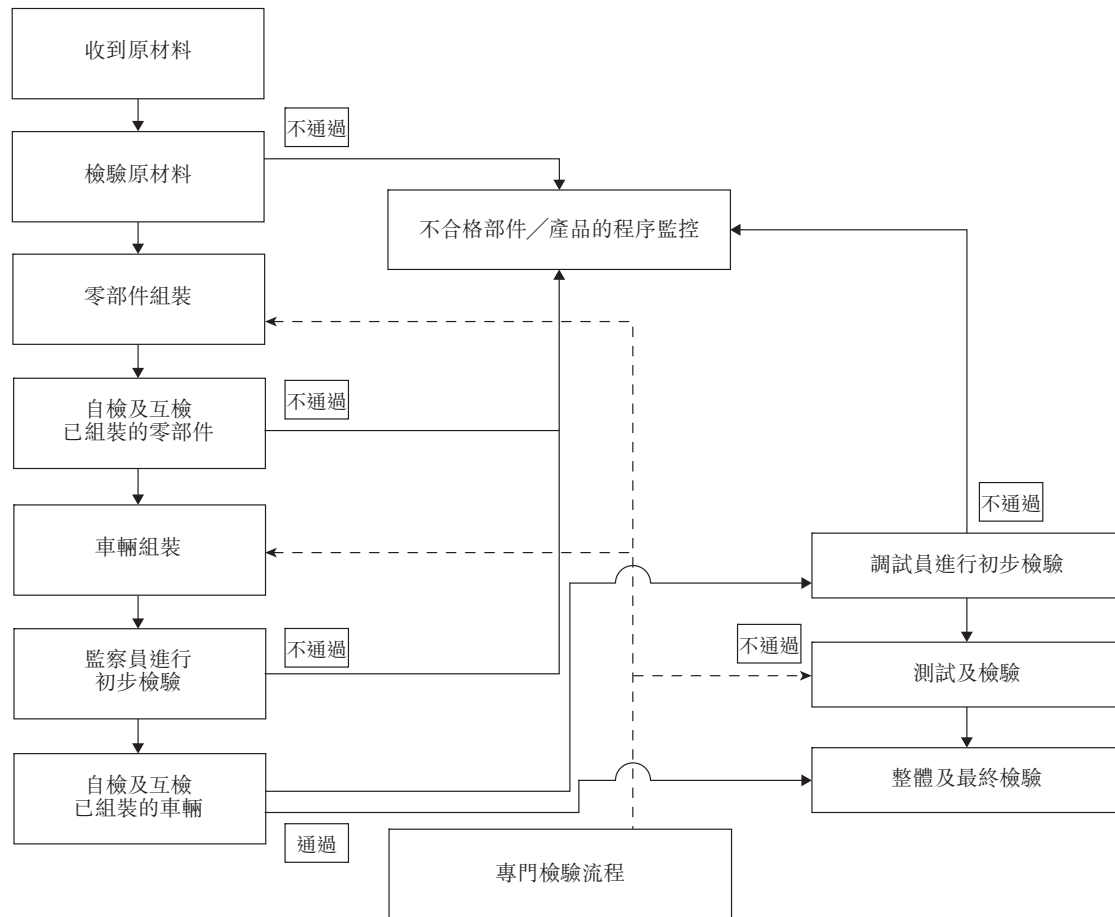 收到原材料
不通過
檢驗原材料
不合格部件／產品的程序監控
零部件組裝
自檢及互檢
已組裝的零部件
不通過
車輛組裝
不通過
調試員進行初步檢驗
監察員進行
初步檢驗
不通過
不通過
測試及檢驗
自檢及互檢
已組裝的車輛
整體及最終檢驗
通過
專門檢驗流程